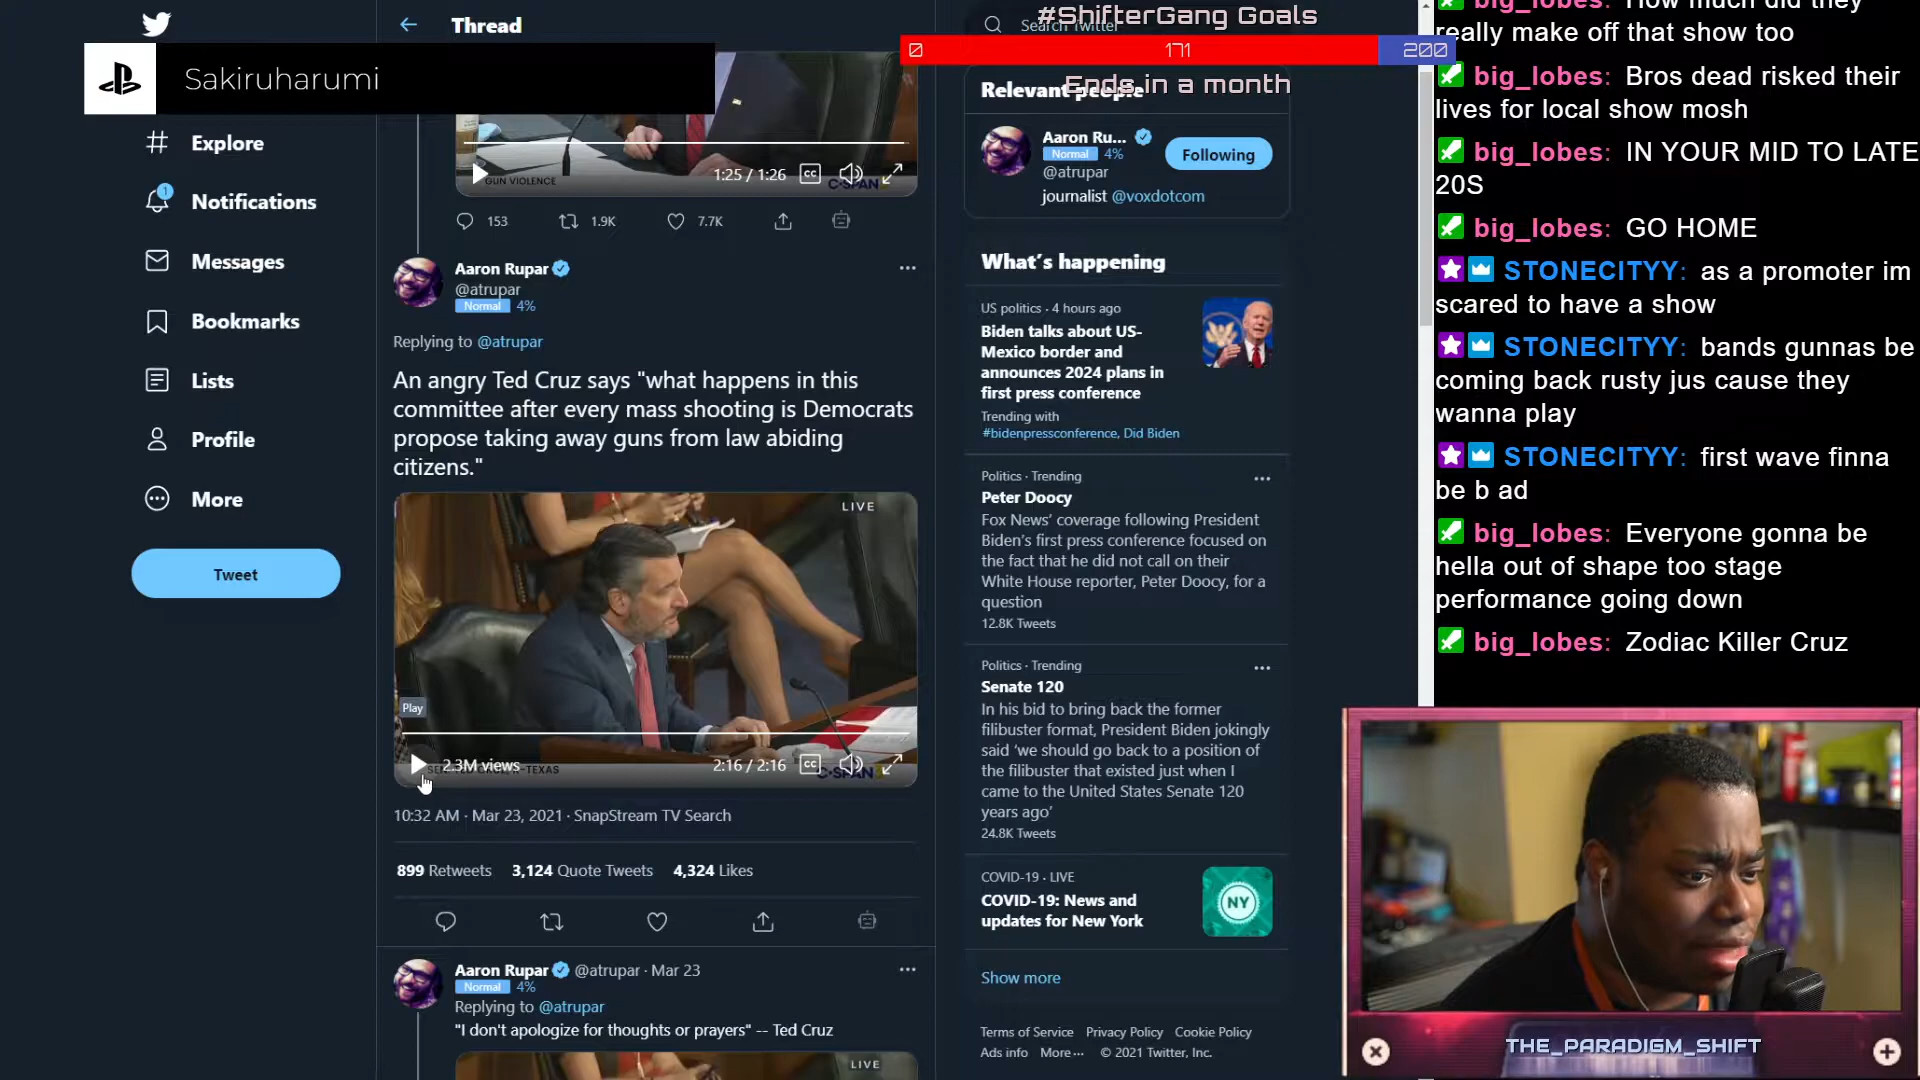 Thread
Sakiruharumi
Explore
1
Notifications
Messages
Bookmarks
Lists
Profile
More
Tweet
GUN VIOLENCE
1:25 / 1:26
CC
153
1.9K
7.7K
Aaron Rupar
@atrupar
Normal 4%
Replying to @atrupar
An angry Ted Cruz says "what happens in this
committee after every mass shooting is Democrats
propose taking away guns from law abiding
citizens."
LIVE
Play
2.3M views
2:16 / 2:16
CC
10:32 AM · Mar 23, 2021 · SnapStream TV Search
899 Retweets 3,124 Quote Tweets 4,324 Likes
Aaron Rupar @atrupar · Mar 23
Normal 4%
Replying to @atrupar
"I don't apologize for thoughts or prayers" -- Ted Cruz
LIVE
Search Twitter
#ShifterGang Goals
0 171 200
Ends in a month
Relevant people
Aaron Ru...
Normal 4%
@atrupar
Following
journalist @voxdotcom
What's happening
US politics · 4 hours ago
Biden talks about US-
Mexico border and
announces 2024 plans in
first press conference
Trending with
#bidenpressconference, Did Biden
Politics · Trending
Peter Doocy
Fox News' coverage following President
Biden's first press conference focused on
the fact that he did not call on their
White House reporter, Peter Doocy, for a
question
12.8K Tweets
Politics · Trending
Senate 120
In his bid to bring back the former
filibuster format, President Biden jokingly
said 'we should go back to a position of
the filibuster that existed just when I
came to the United States Senate 120
years ago'
24.8K Tweets
COVID-19 · LIVE
COVID-19: News and
updates for New York
NY
Show more
Terms of Service Privacy Policy Cookie Policy
Ads info More ··· © 2021 Twitter, Inc.
big_lobes: How much did they
really make off that show too
big_lobes: Bros dead risked their
lives for local show mosh
big_lobes: IN YOUR MID TO LATE
20S
big_lobes: GO HOME
STONECITYY: as a promoter im
scared to have a show
STONECITYY: bands gunnas be
coming back rusty jus cause they
wanna play
STONECITYY: first wave finna
be b ad
big_lobes: Everyone gonna be
hella out of shape too stage
performance going down
big_lobes: Zodiac Killer Cruz
THE_PARADIGM_SHIFT